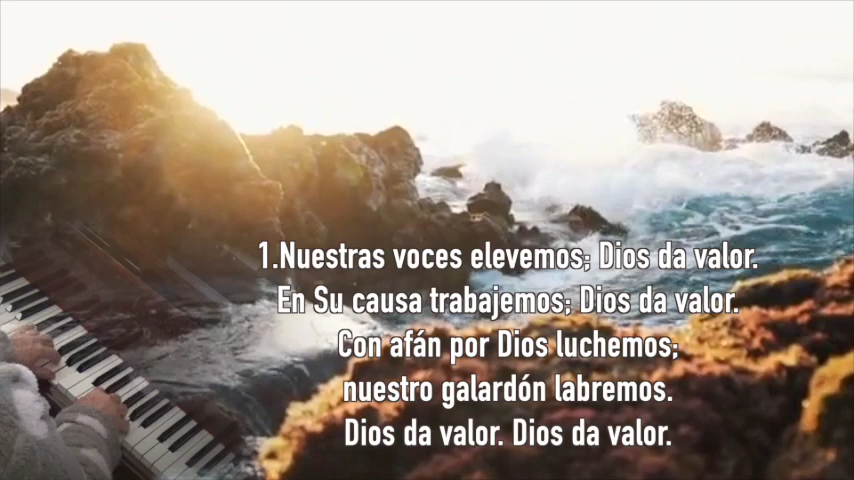 1.Nuestras voces elevemos; Dios da valor.
En Su causa trabajemos; Dios da valor.
Con afán por Dios luchemos;
nuestro galardón labremos.
Dios da valor. Dios da valor.